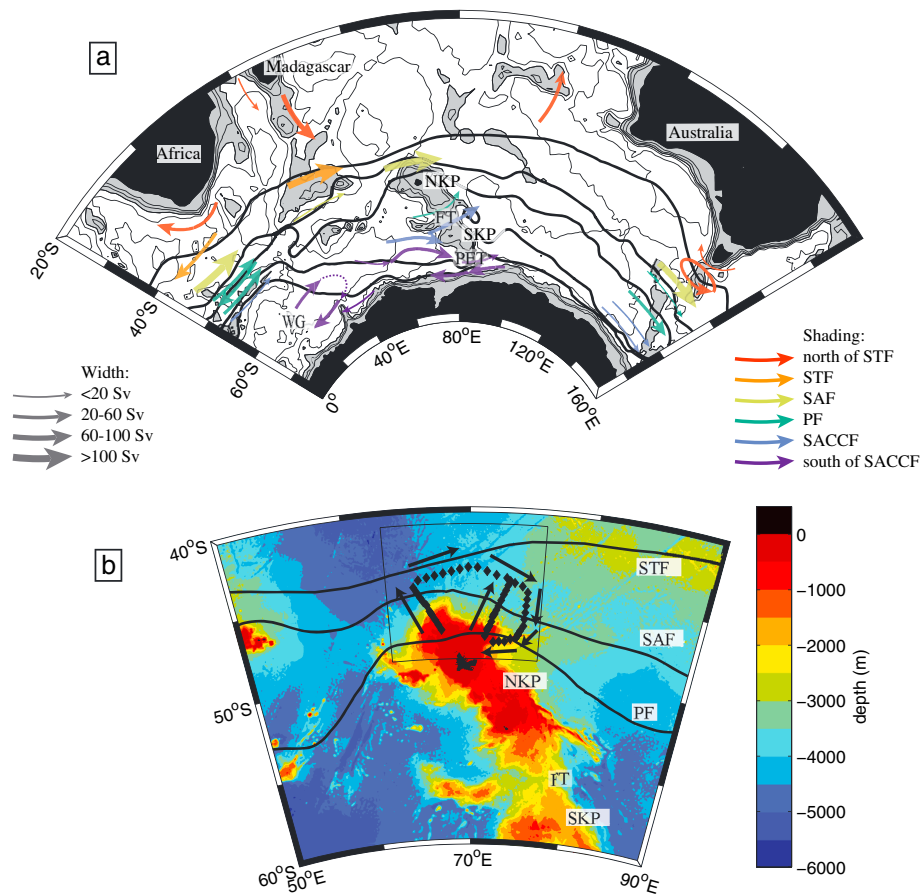 a
Madagascar
Africa
Australia
NKP
FT
SKP
PET
WG
20°S
40°S
60°S
0°
40°E
80°E
120°E
160°E
Width:
<20 Sv
20-60 Sv
60-100 Sv
>100 Sv
Shading:
north of STF
STF
SAF
PF
SACCF
south of SACCF
b
40°S
50°S
60°S
50°E
70°E
90°E
STF
SAF
PF
NKP
FT
SKP
0
−1000
−2000
−3000
−4000
−5000
−6000
depth (m)